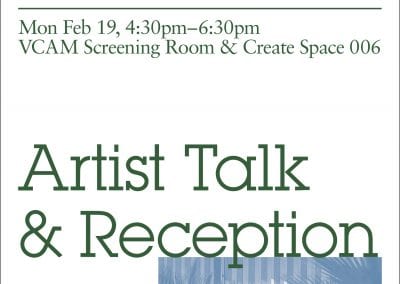 Mon Feb 19, 4:30pm–6:30pm
VCAM Screening Room & Create Space 006
Artist Talk
& Reception